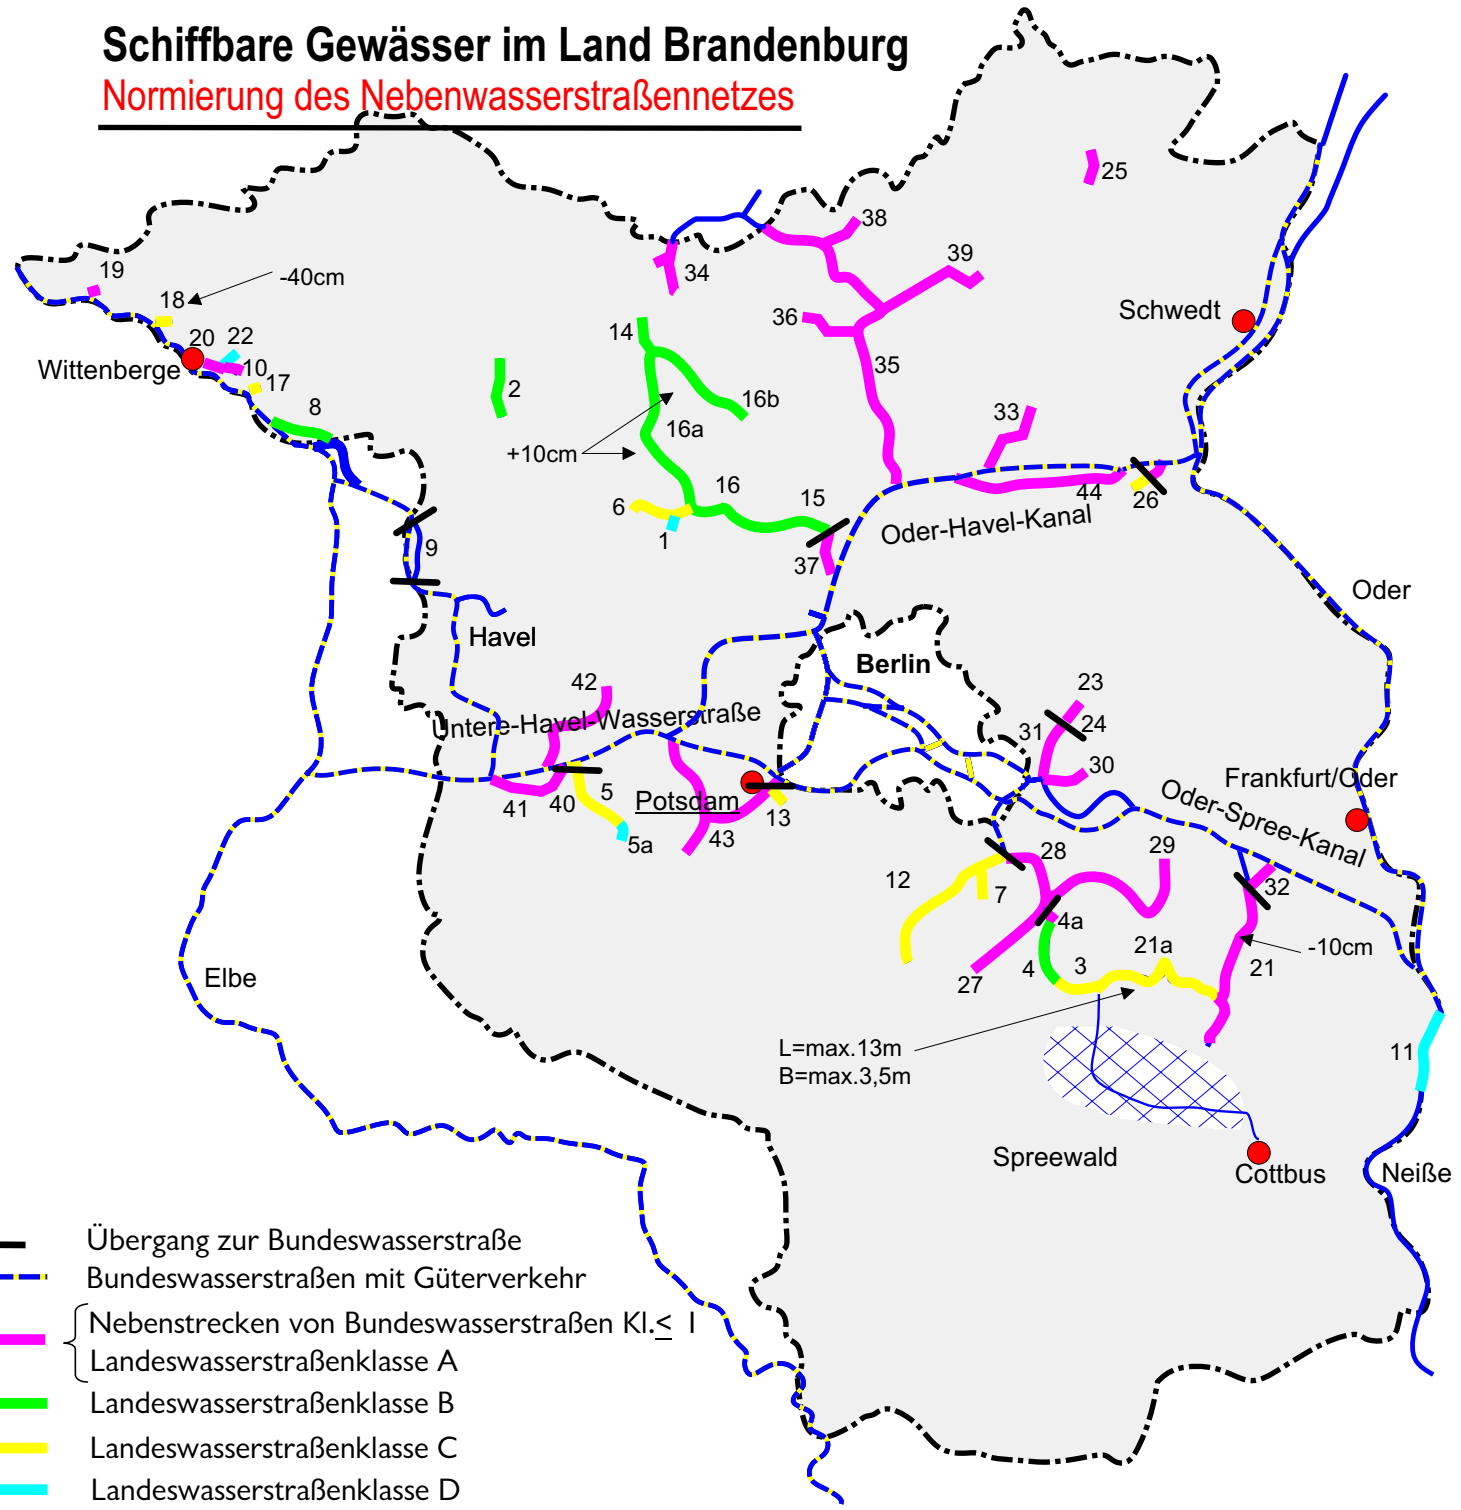 Schiffbare Gewässer im Land Brandenburg
Normierung des Nebenwasserstraßennetzes
25
38
39
34
19
-40cm
18
Schwedt
36
14
20
22
Wittenberge
10
35
17
2
16b
8
33
16a
+10cm
16
15
44
26
6
Oder-Havel-Kanal
1
9
37
Oder
Havel
Berlin
42
23
Untere-Havel-Wasserstraße
24
31
30
Frankfurt/Oder
5
Potsdam
Oder-Spree-Kanal
41
40
13
5a
43
28
29
12
7
32
4a
21a
-10cm
4
3
21
27
Elbe
L=max.13m
B=max.3,5m
11
Spreewald
Cottbus
Neiße
Übergang zur Bundeswasserstraße
Bundeswasserstraßen mit Güterverkehr
Nebenstrecken von Bundeswasserstraßen Kl.≤ I
Landeswasserstraßenklasse A
Landeswasserstraßenklasse B
Landeswasserstraßenklasse C
Landeswasserstraßenklasse D